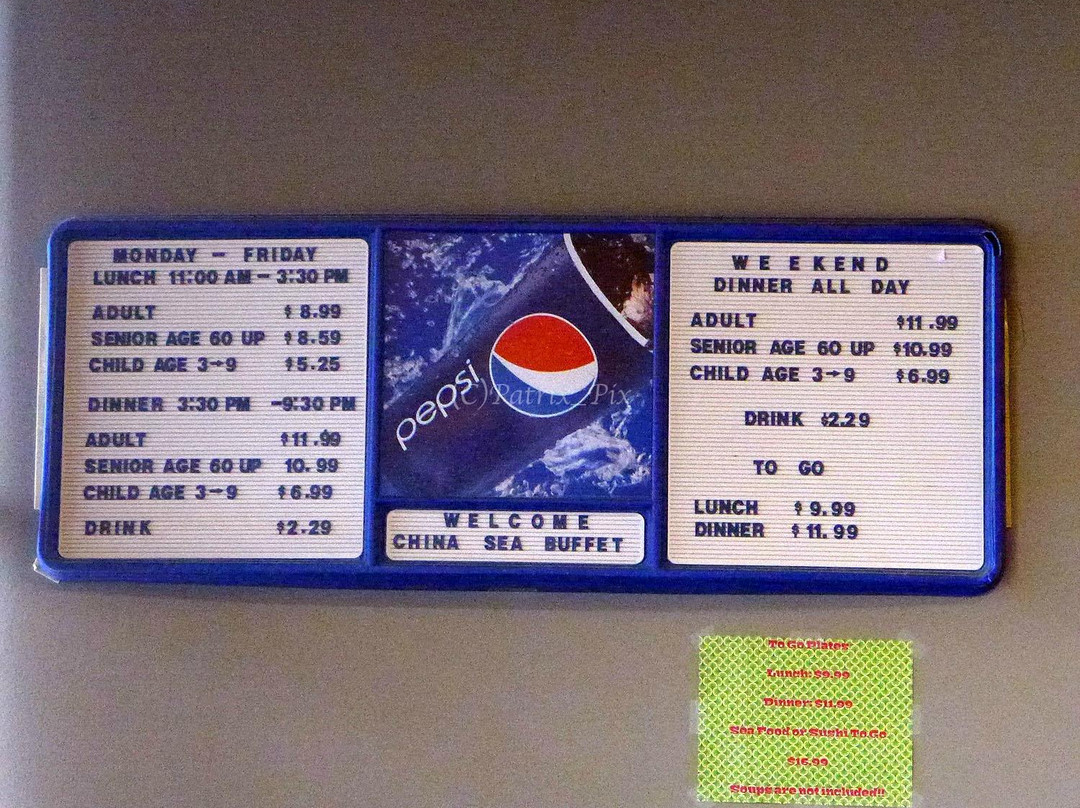 MONDAY - FRIDAY
LUNCH 11:00 AM - 3:30 PM
ADULT $ 8.99
SENIOR AGE 60 UP $ 8.59
CHILD AGE 3-9 $5.25
DINNER 3:30 PM -9:30 PM
ADULT $11.99
SENIOR AGE 60 UP 10.99
CHILD AGE 3-9 $6.99
DRINK $2.29
pepsi
(C)Patrix_Pix
WELCOME
CHINA SEA BUFFET
WEEKEND
DINNER ALL DAY
ADULT $11.99
SENIOR AGE 60 UP $10.99
CHILD AGE 3-9 $6.99
DRINK $2.29
TO GO
LUNCH $ 9.99
DINNER $ 11.99
To Go Plates
Lunch: $9.99
Dinner: $11.99
Sea Food or Sushi To Go
$16.99
Soups are not included!!